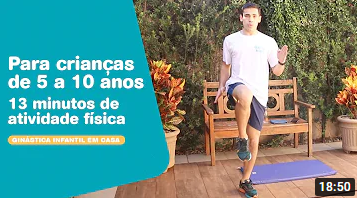 Para crianças
de 5 a 10 anos
13 minutos de
atividade física
GINÁSTICA INFANTIL EM CASA
18:50